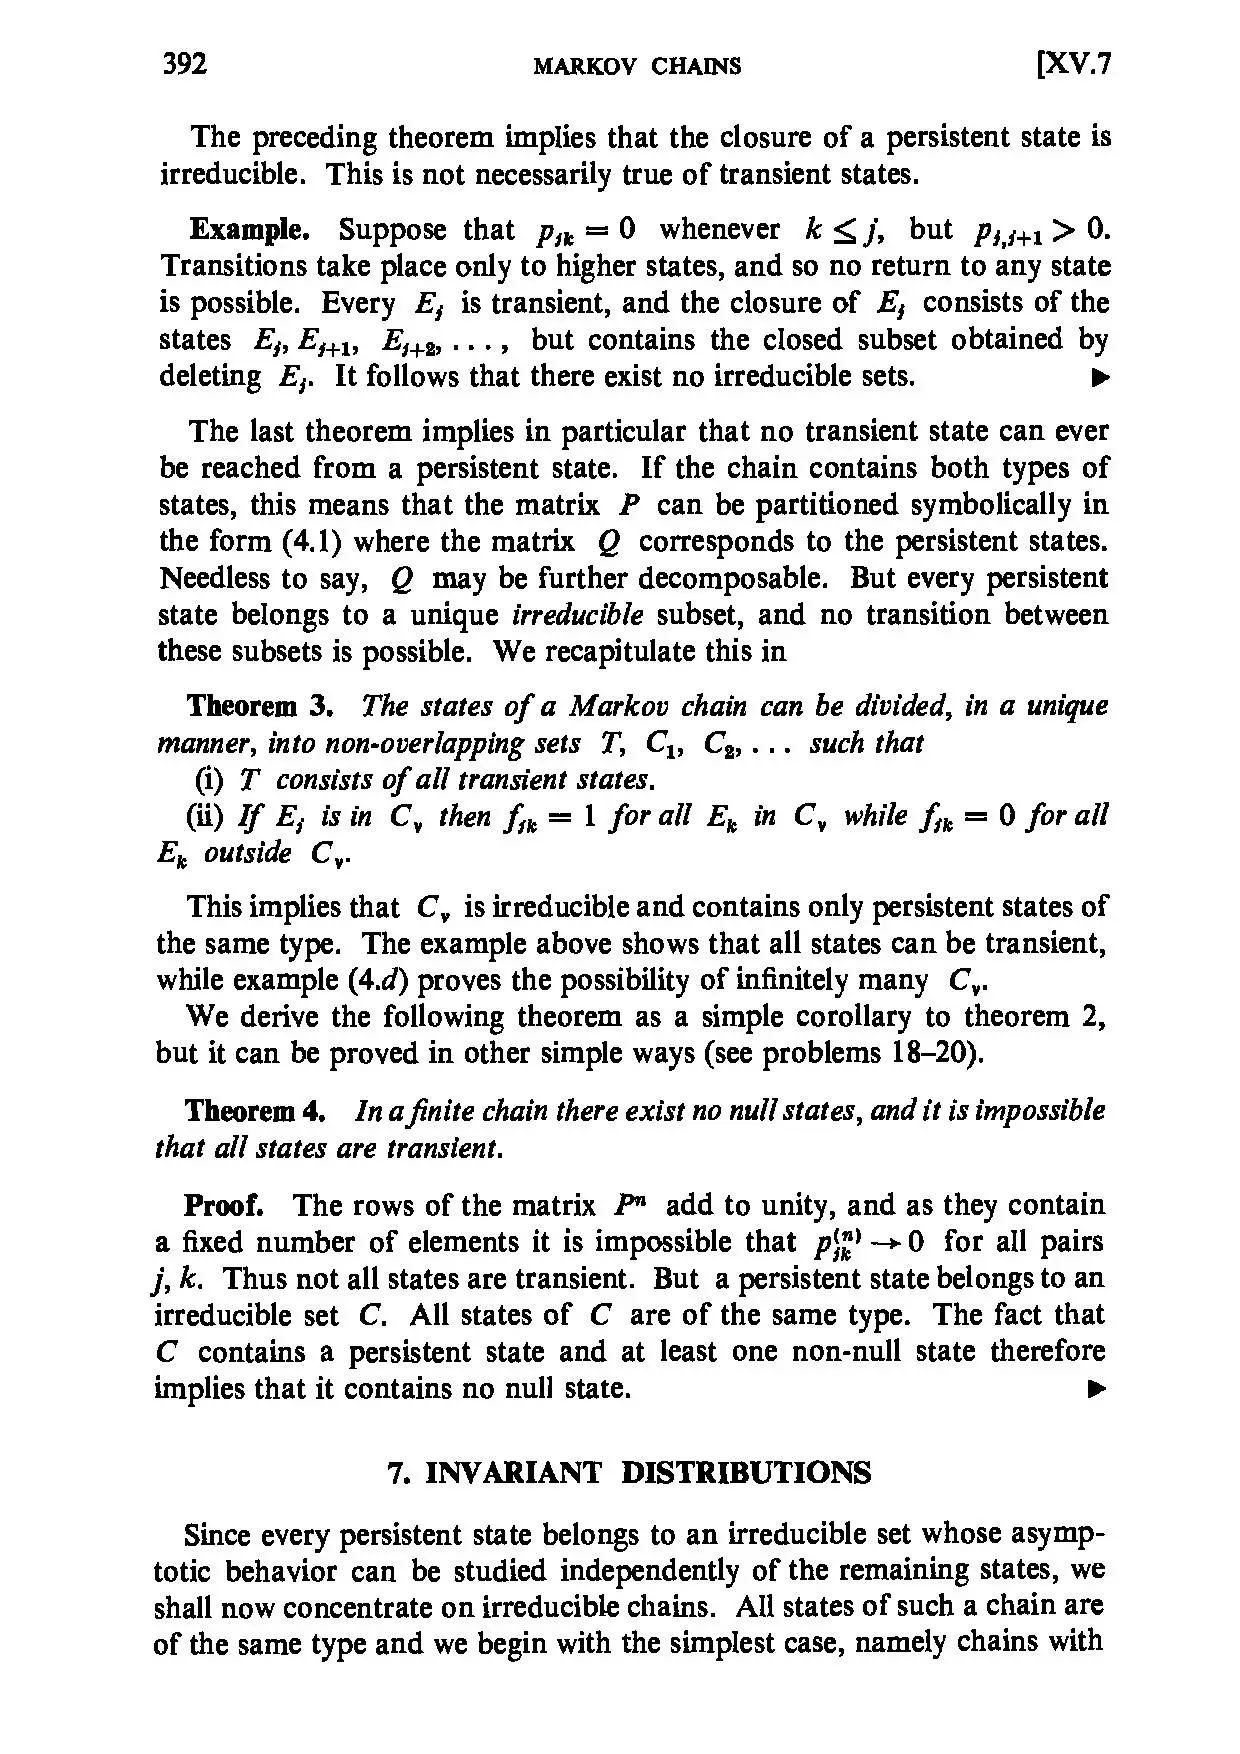 392 MARKOV CHAINS [XV.7
The preceding theorem implies that the closure of a persistent state is
irreducible. This is not necessarily true of transient states.
Example. Suppose that p_{jk} = 0 whenever k ≤ j, but p_{j,j+1} > 0.
Transitions take place only to higher states, and so no return to any state
is possible. Every E_j is transient, and the closure of E_j consists of the
states E_j, E_{j+1}, E_{j+2}, . . . , but contains the closed subset obtained by
deleting E_j. It follows that there exist no irreducible sets. ►
The last theorem implies in particular that no transient state can ever
be reached from a persistent state. If the chain contains both types of
states, this means that the matrix P can be partitioned symbolically in
the form (4.1) where the matrix Q corresponds to the persistent states.
Needless to say, Q may be further decomposable. But every persistent
state belongs to a unique irreducible subset, and no transition between
these subsets is possible. We recapitulate this in
Theorem 3. The states of a Markov chain can be divided, in a unique
manner, into non-overlapping sets T, C_1, C_2, . . . such that
(i) T consists of all transient states.
(ii) If E_j is in C_ν then f_{jk} = 1 for all E_k in C_ν while f_{jk} = 0 for all
E_k outside C_ν.
This implies that C_ν is irreducible and contains only persistent states of
the same type. The example above shows that all states can be transient,
while example (4.d) proves the possibility of infinitely many C_ν.
We derive the following theorem as a simple corollary to theorem 2,
but it can be proved in other simple ways (see problems 18–20).
Theorem 4. In a finite chain there exist no null states, and it is impossible
that all states are transient.
Proof. The rows of the matrix P^n add to unity, and as they contain
a fixed number of elements it is impossible that p_{jk}^{(n)} → 0 for all pairs
j, k. Thus not all states are transient. But a persistent state belongs to an
irreducible set C. All states of C are of the same type. The fact that
C contains a persistent state and at least one non-null state therefore
implies that it contains no null state. ►
7. INVARIANT DISTRIBUTIONS
Since every persistent state belongs to an irreducible set whose asymp-
totic behavior can be studied independently of the remaining states, we
shall now concentrate on irreducible chains. All states of such a chain are
of the same type and we begin with the simplest case, namely chains with